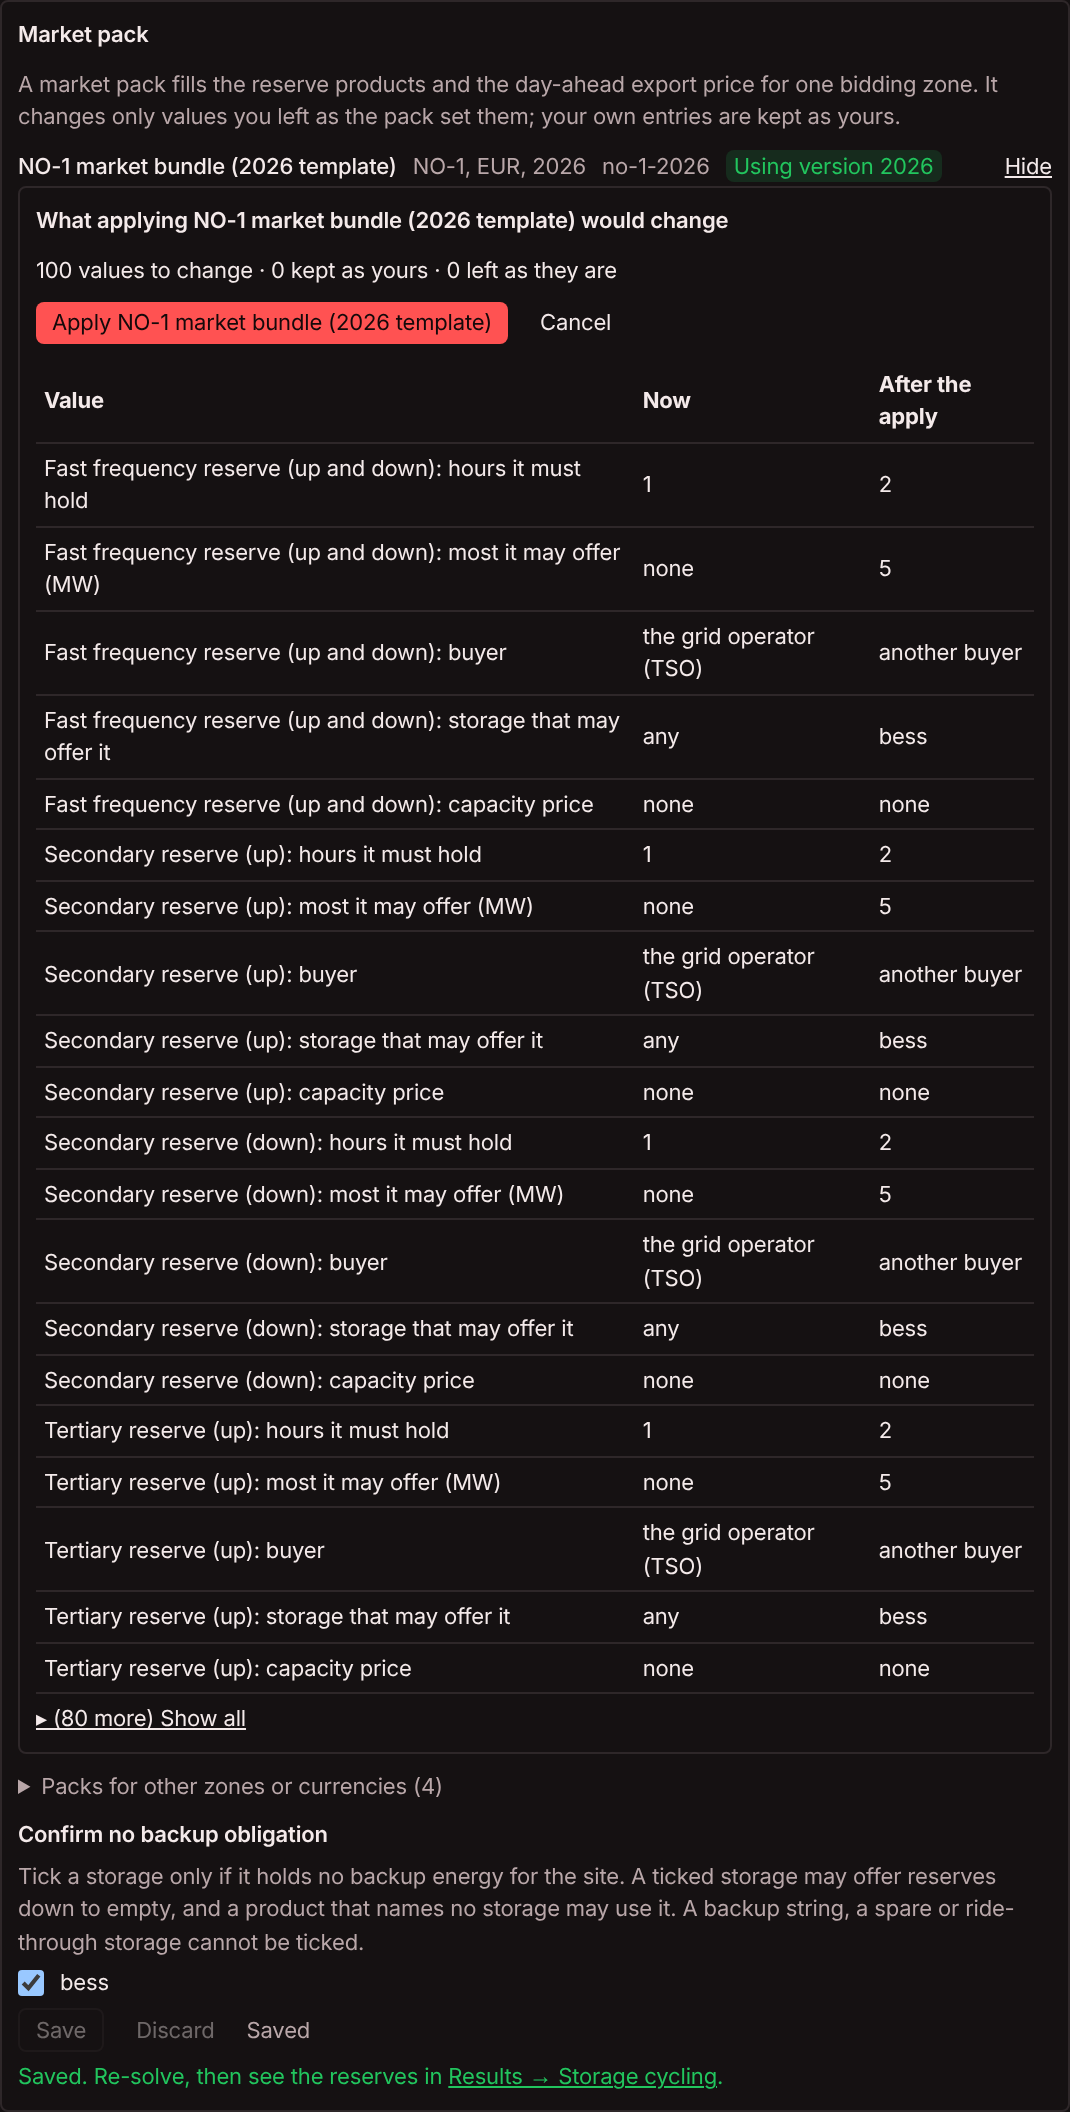 Market pack
A market pack fills the reserve products and the day-ahead export price for one bidding zone. It
changes only values you left as the pack set them; your own entries are kept as yours.
NO-1 market bundle (2026 template) NO-1, EUR, 2026 no-1-2026 Using version 2026 Hide
What applying NO-1 market bundle (2026 template) would change
100 values to change · 0 kept as yours · 0 left as they are
Apply NO-1 market bundle (2026 template) Cancel
Value Now After the
apply
Fast frequency reserve (up and down): hours it must
hold 1 2
Fast frequency reserve (up and down): most it may offer
(MW) none 5
Fast frequency reserve (up and down): buyer the grid operator
(TSO) another buyer
Fast frequency reserve (up and down): storage that may
offer it any bess
Fast frequency reserve (up and down): capacity price none none
Secondary reserve (up): hours it must hold 1 2
Secondary reserve (up): most it may offer (MW) none 5
Secondary reserve (up): buyer the grid operator
(TSO) another buyer
Secondary reserve (up): storage that may offer it any bess
Secondary reserve (up): capacity price none none
Secondary reserve (down): hours it must hold 1 2
Secondary reserve (down): most it may offer (MW) none 5
Secondary reserve (down): buyer the grid operator
(TSO) another buyer
Secondary reserve (down): storage that may offer it any bess
Secondary reserve (down): capacity price none none
Tertiary reserve (up): hours it must hold 1 2
Tertiary reserve (up): most it may offer (MW) none 5
Tertiary reserve (up): buyer the grid operator
(TSO) another buyer
Tertiary reserve (up): storage that may offer it any bess
Tertiary reserve (up): capacity price none none
▸ (80 more) Show all
▶ Packs for other zones or currencies (4)
Confirm no backup obligation
Tick a storage only if it holds no backup energy for the site. A ticked storage may offer reserves
down to empty, and a product that names no storage may use it. A backup string, a spare or ride-
through storage cannot be ticked.
bess
Save Discard Saved
Saved. Re-solve, then see the reserves in Results → Storage cycling.